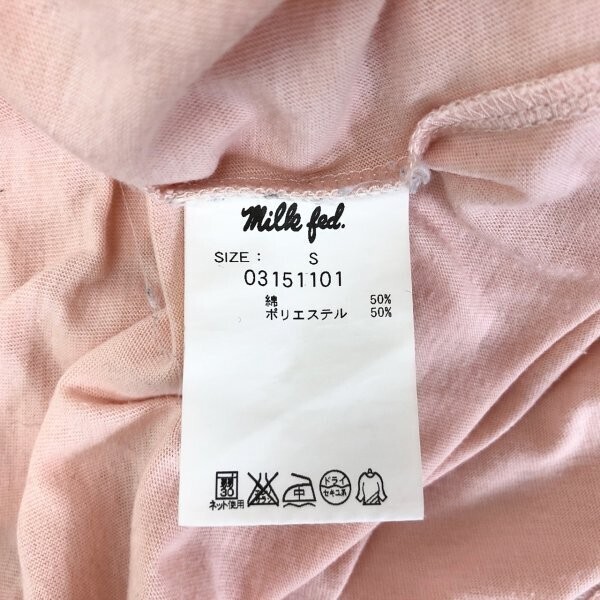 milk fed.
SIZE : S
03151101
綿 50%
ポリエステル 50%
30 中 ドライ
セキユ系
ネット使用